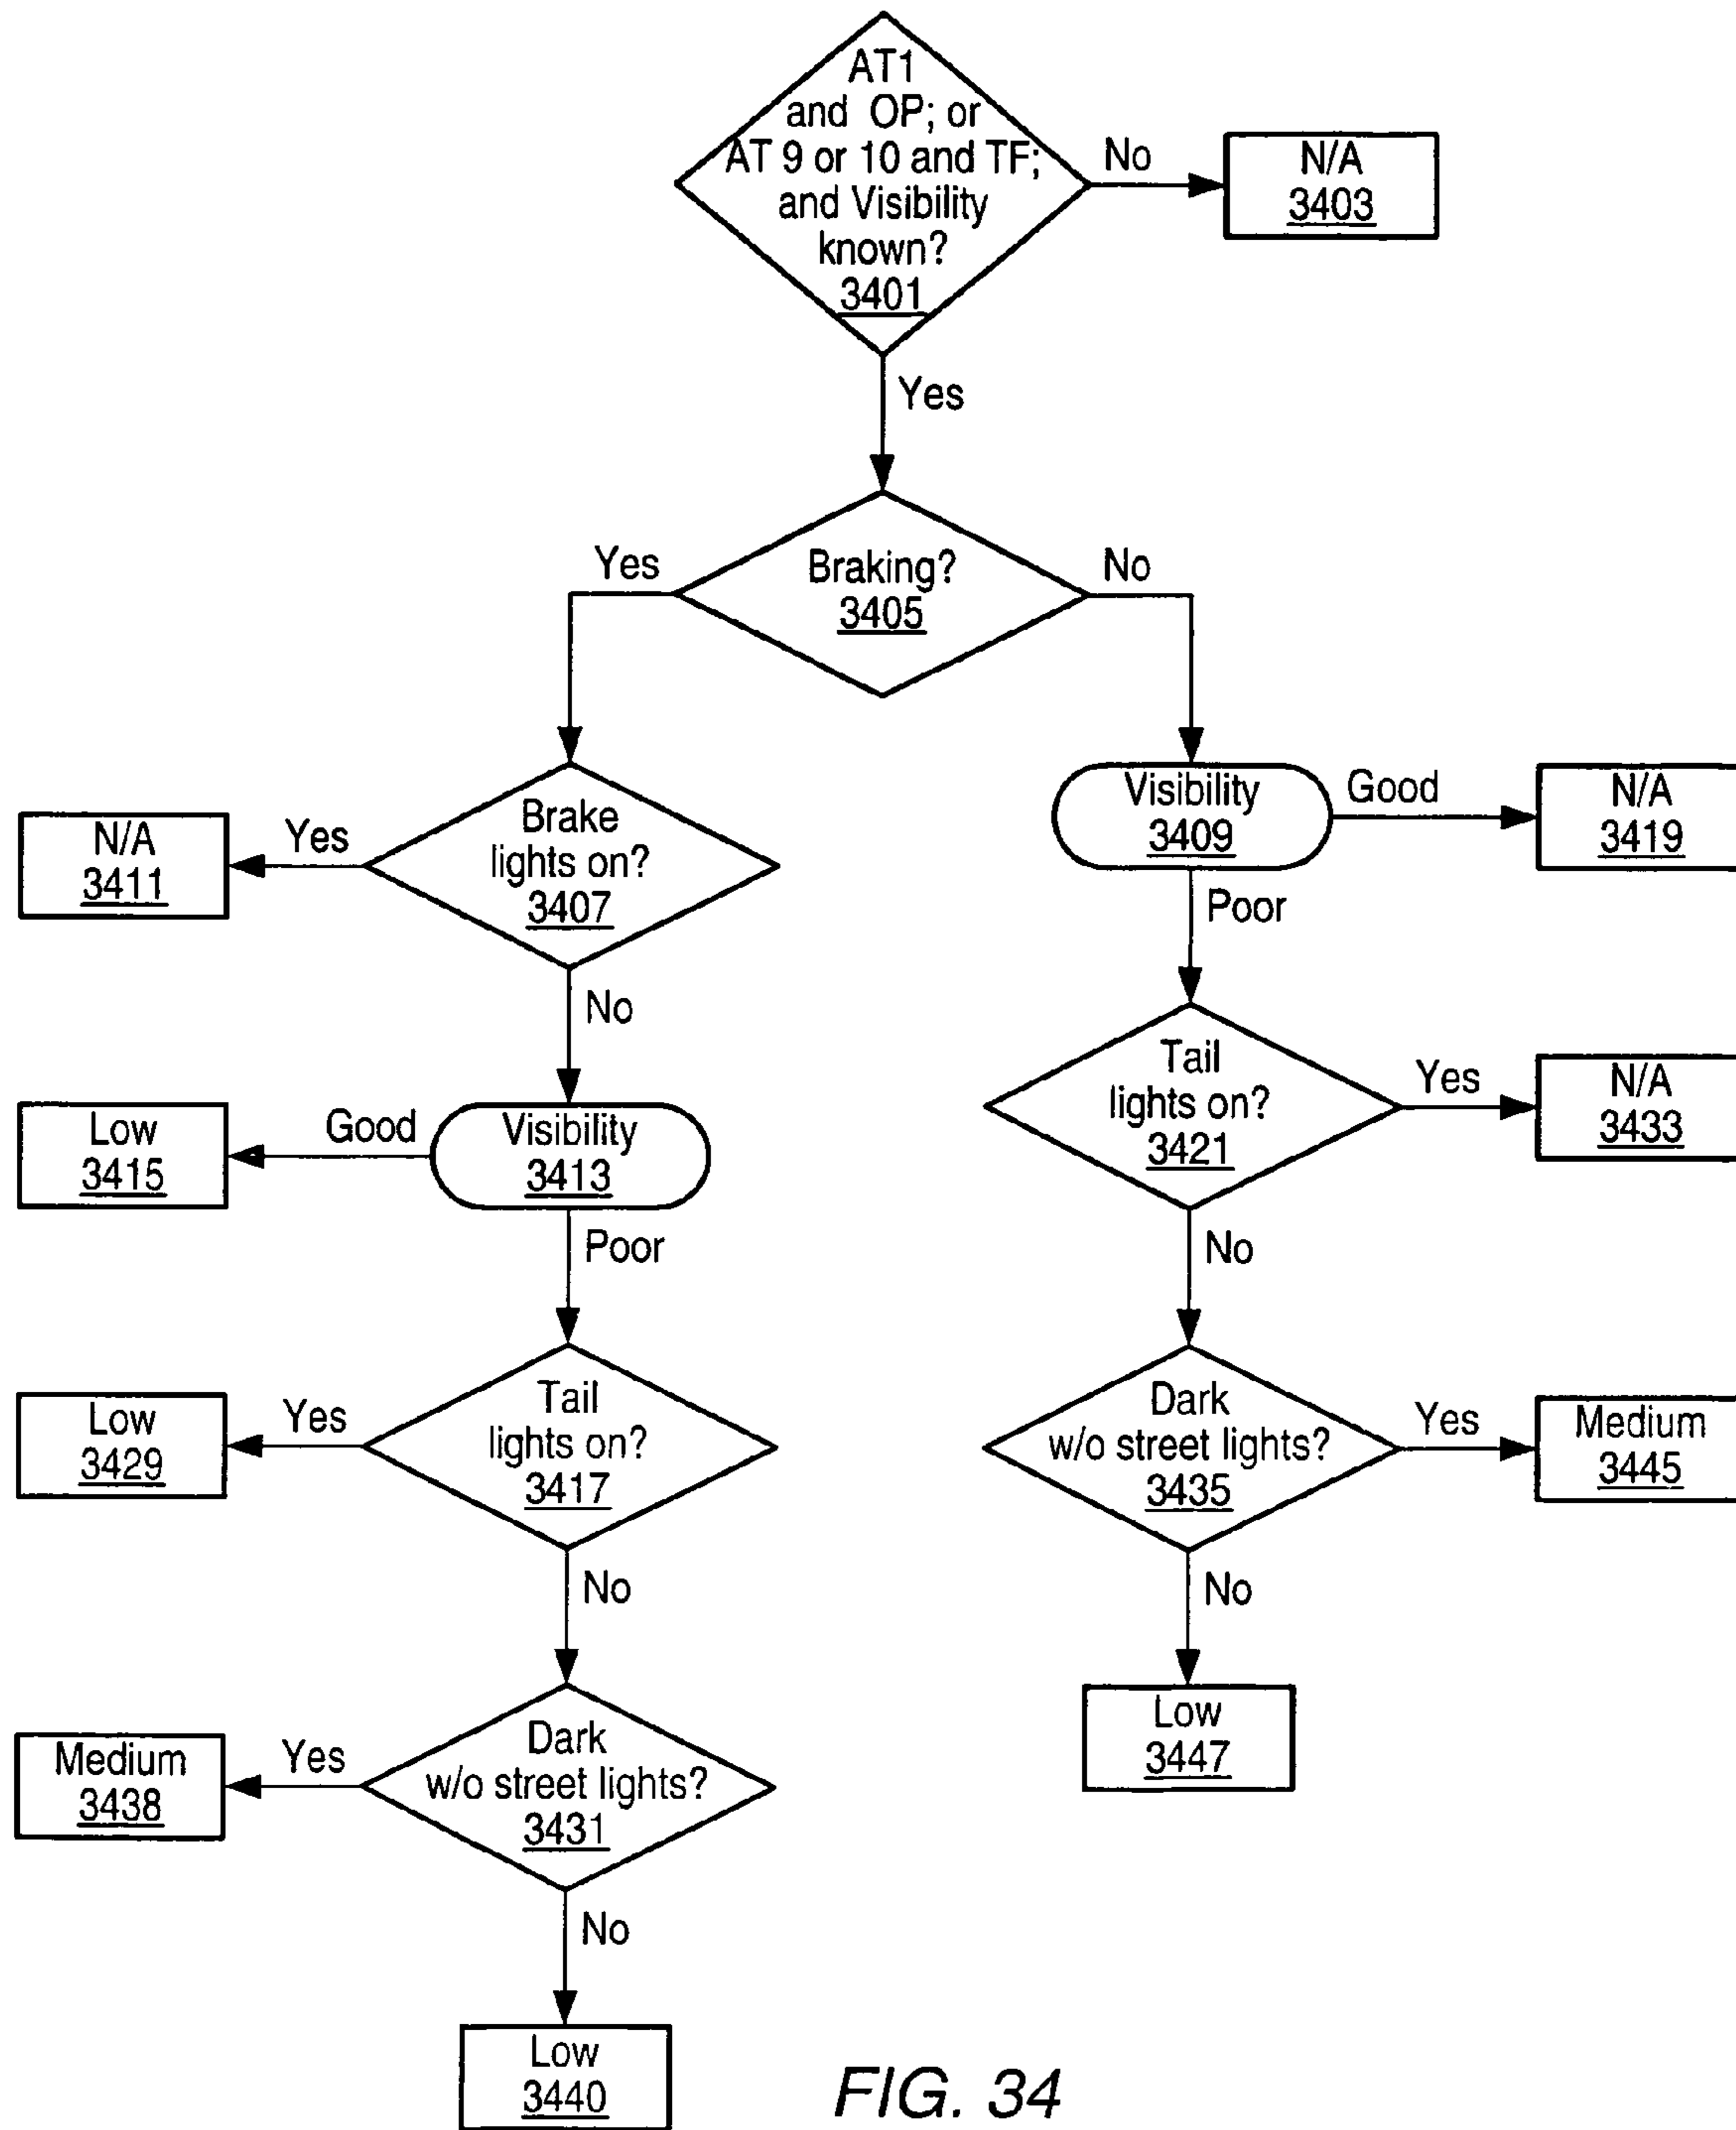 AT1
and OP; or
AT 9 or 10 and TF;
and Visibility
known?
3401
No
N/A
3403
Yes
Braking?
3405
Yes
No
Brake
lights on?
3407
Yes
N/A
3411
Visibility
3409
Good
N/A
3419
Poor
No
Visibility
3413
Good
Low
3415
Tail
lights on?
3421
Yes
N/A
3433
Poor
No
Tail
lights on?
3417
Yes
Low
3429
Dark
w/o street lights?
3435
Yes
Medium
3445
No
No
Low
3447
Dark
w/o street lights?
3431
Yes
Medium
3438
No
Low
3440
FIG. 34